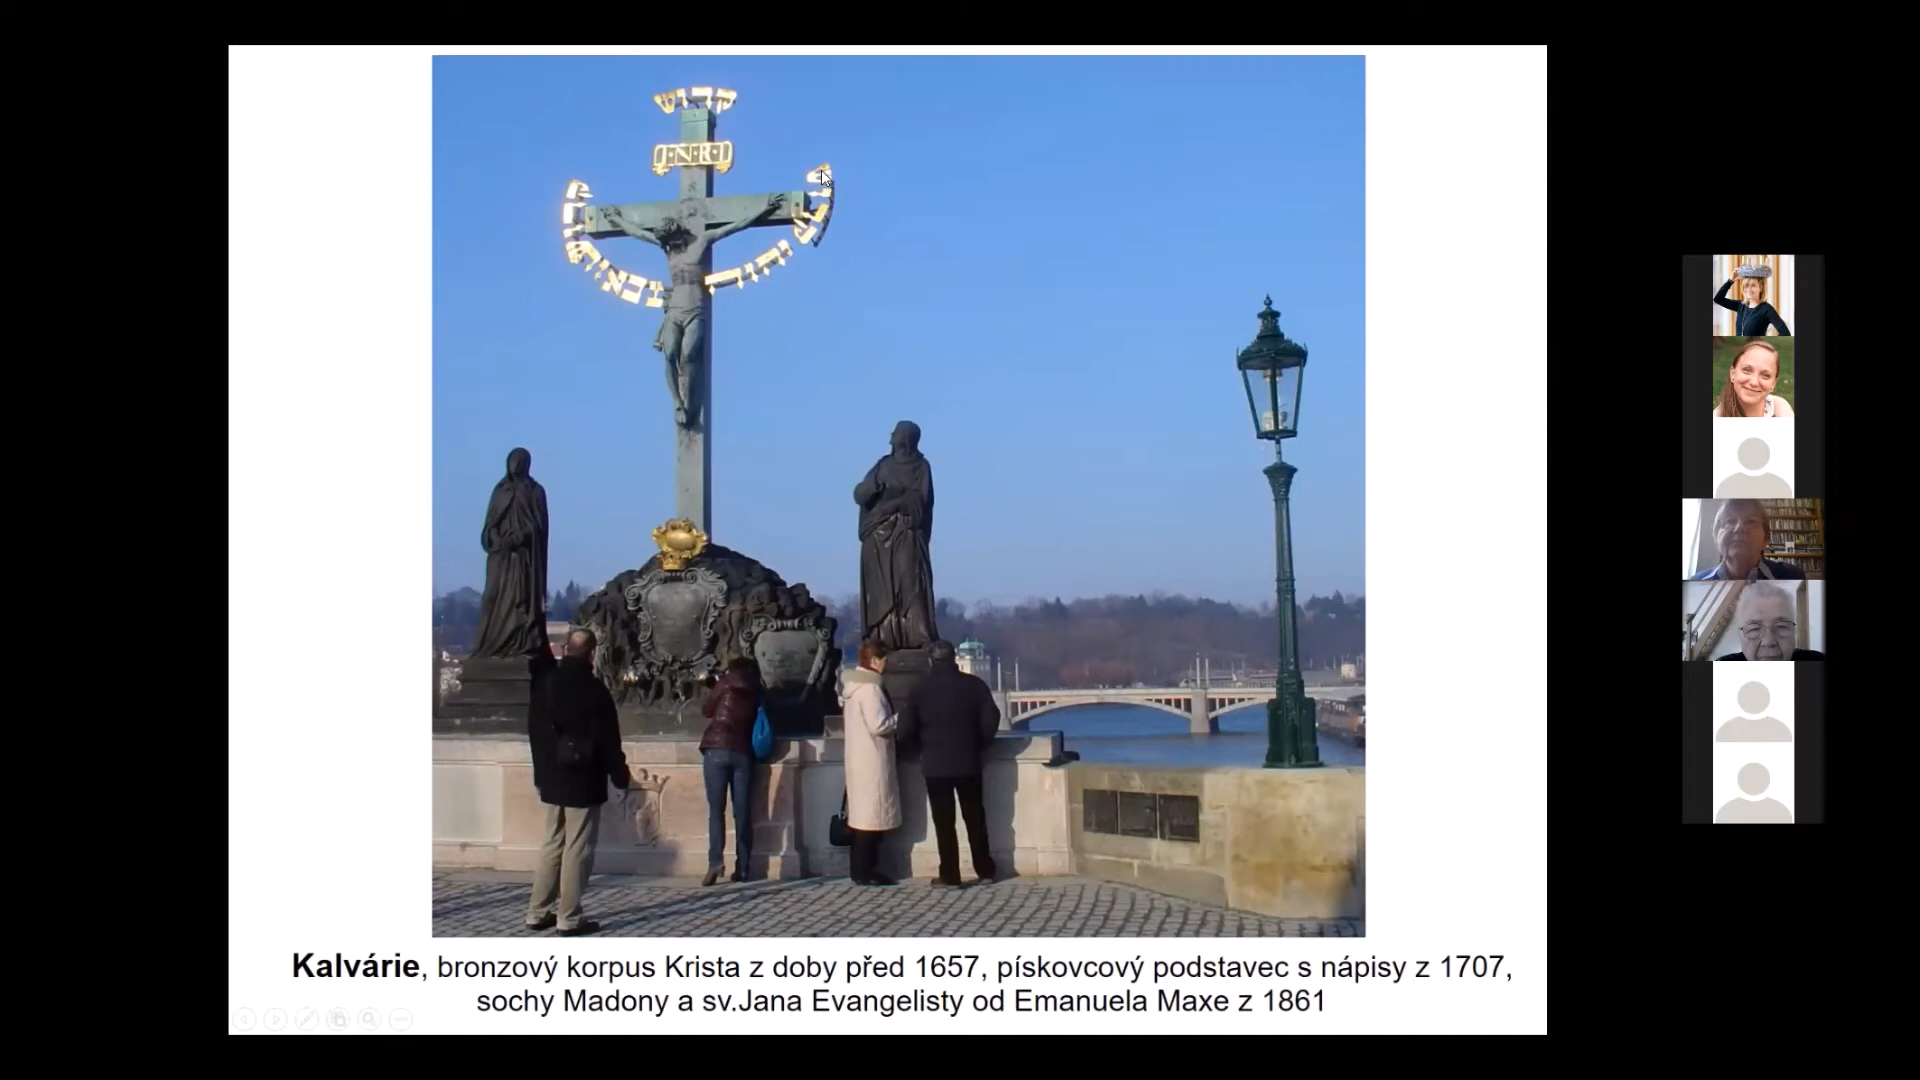 קדוש
I·N·R·I
Kalvárie, bronzový korpus Krista z doby před 1657, pískovcový podstavec s nápisy z 1707,
sochy Madony a sv.Jana Evangelisty od Emanuela Maxe z 1861